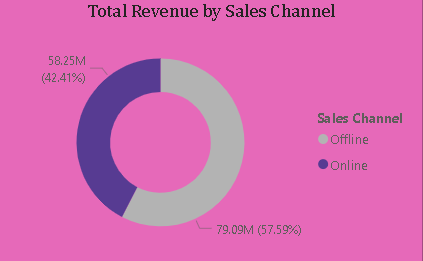 Total Revenue by Sales Channel
58.25M
(42.41%)
Sales Channel
Offline
Online
79.09M (57.59%)